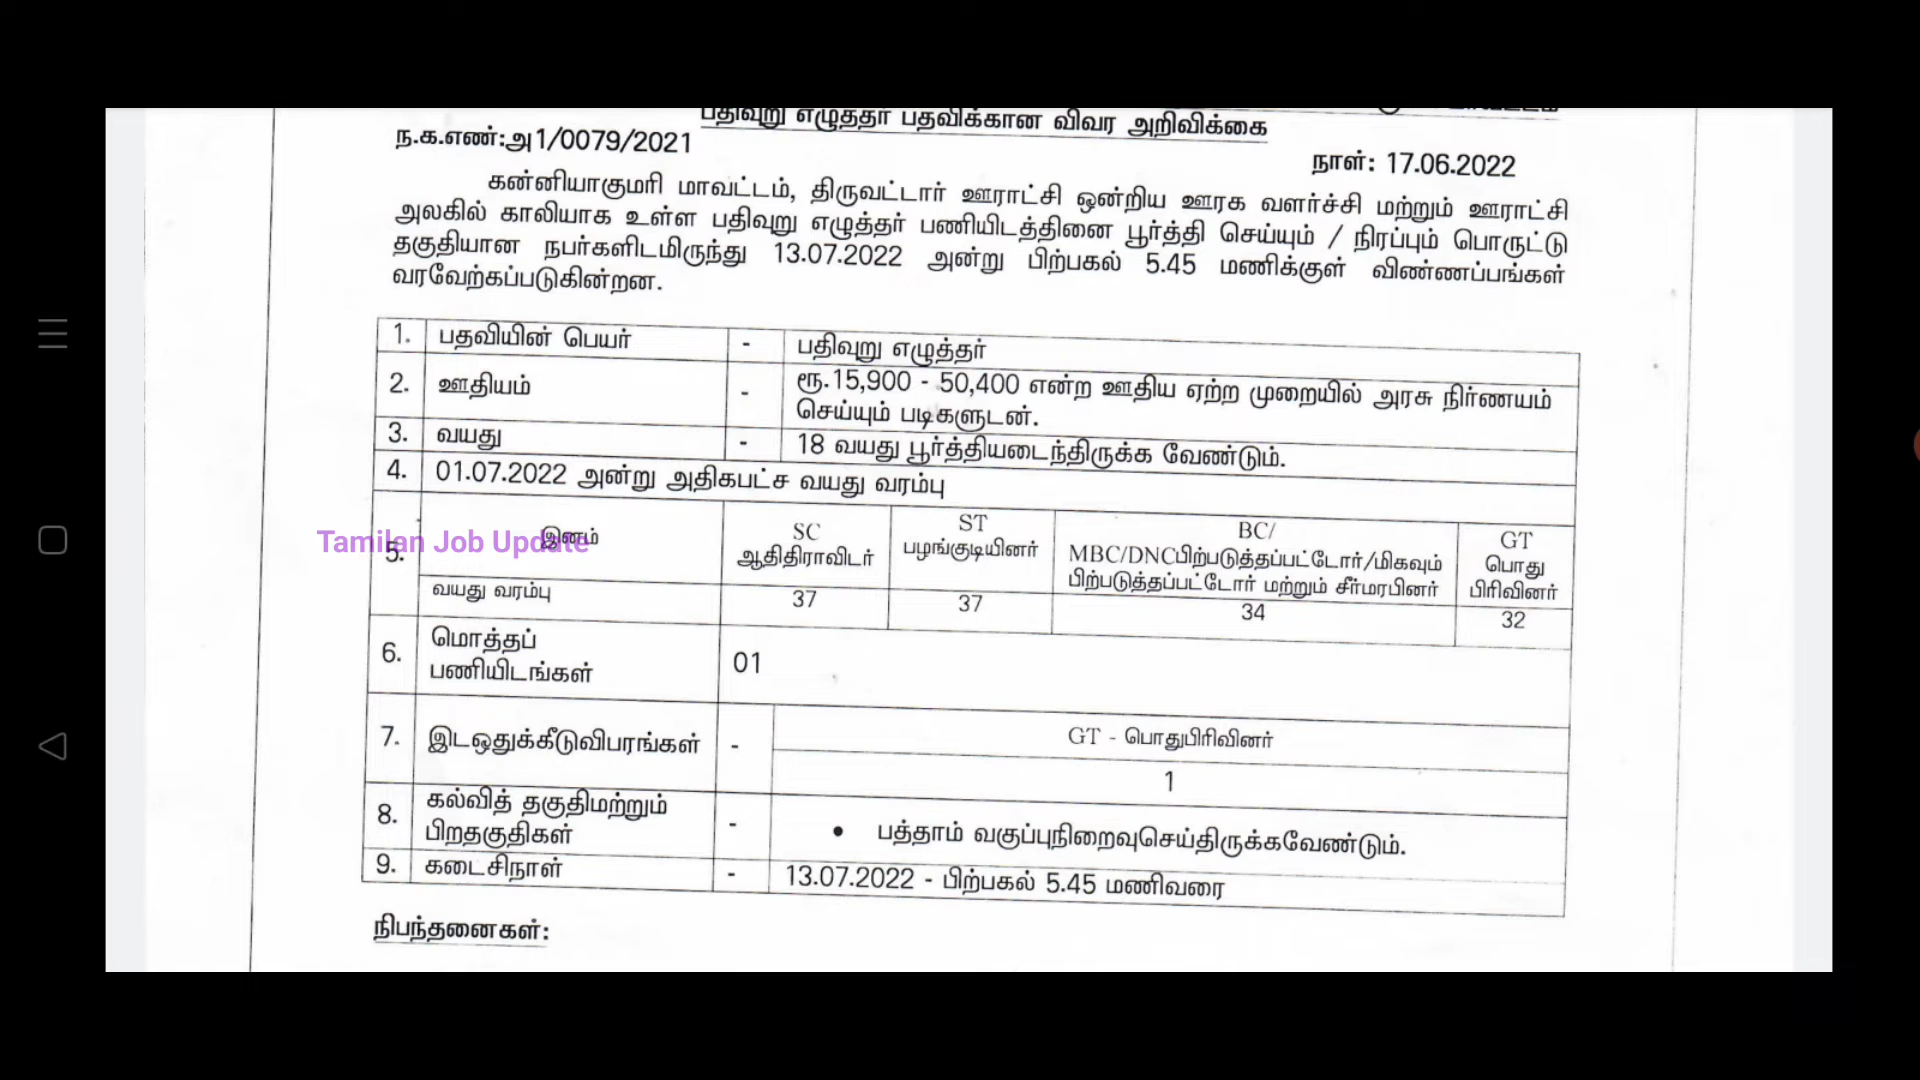 பதிவுறு எழுத்தர் பதவிக்கான விவர அறிவிக்கை
ந.க.எண்:அ1/0079/2021
நாள்: 17.06.2022
கன்னியாகுமரி மாவட்டம், திருவட்டார் ஊராட்சி ஒன்றிய ஊரக வளர்ச்சி மற்றும் ஊராட்சி
அலகில் காலியாக உள்ள பதிவுறு எழுத்தர் பணியிடத்தினை பூர்த்தி செய்யும் / நிரப்பும் பொருட்டு
தகுதியான நபர்களிடமிருந்து 13.07.2022 அன்று பிற்பகல் 5.45 மணிக்குள் விண்ணப்பங்கள்
வரவேற்கப்படுகின்றன.
1. பதவியின் பெயர் - பதிவுறு எழுத்தர்
2. ஊதியம் - ரூ.15,900 - 50,400 என்ற ஊதிய ஏற்ற முறையில் அரசு நிர்ணயம்
செய்யும் படிகளுடன்.
3. வயது - 18 வயது பூர்த்தியடைந்திருக்க வேண்டும்.
4. 01.07.2022 அன்று அதிகபட்ச வயது வரம்பு
5. இனம்
SC
ஆதிதிராவிடர்
ST
பழங்குடியினர்
BC/
MBC/DNCபிற்படுத்தப்பட்டோர்/மிகவும்
பிற்படுத்தப்பட்டோர் மற்றும் சீர்மரபினர்
GT
பொது
பிரிவினர்
Tamilan Job Update
வயது வரம்பு 37 37 34 32
6. மொத்தப்
பணியிடங்கள்
01
7. இடஒதுக்கீடுவிபரங்கள் - GT - பொதுபிரிவினர்
1
8. கல்வித் தகுதிமற்றும்
பிறதகுதிகள்
- • பத்தாம் வகுப்புநிறைவுசெய்திருக்கவேண்டும்.
9. கடைசிநாள் - 13.07.2022 - பிற்பகல் 5.45 மணிவரை
நிபந்தனைகள்: